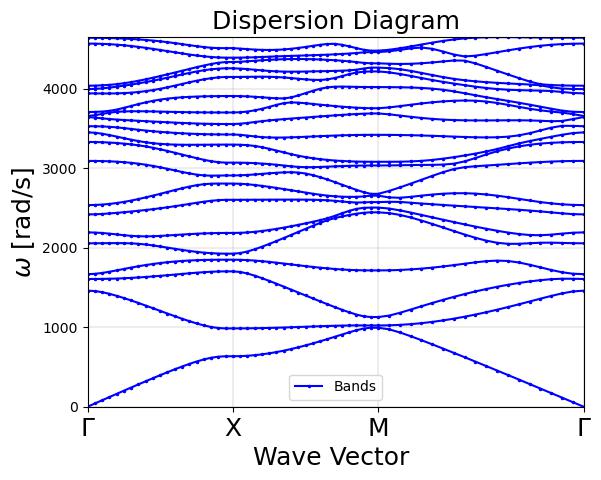 Dispersion Diagram
ω [rad/s]
4000
3000
2000
1000
0
Bands
Γ X M Γ
Wave Vector